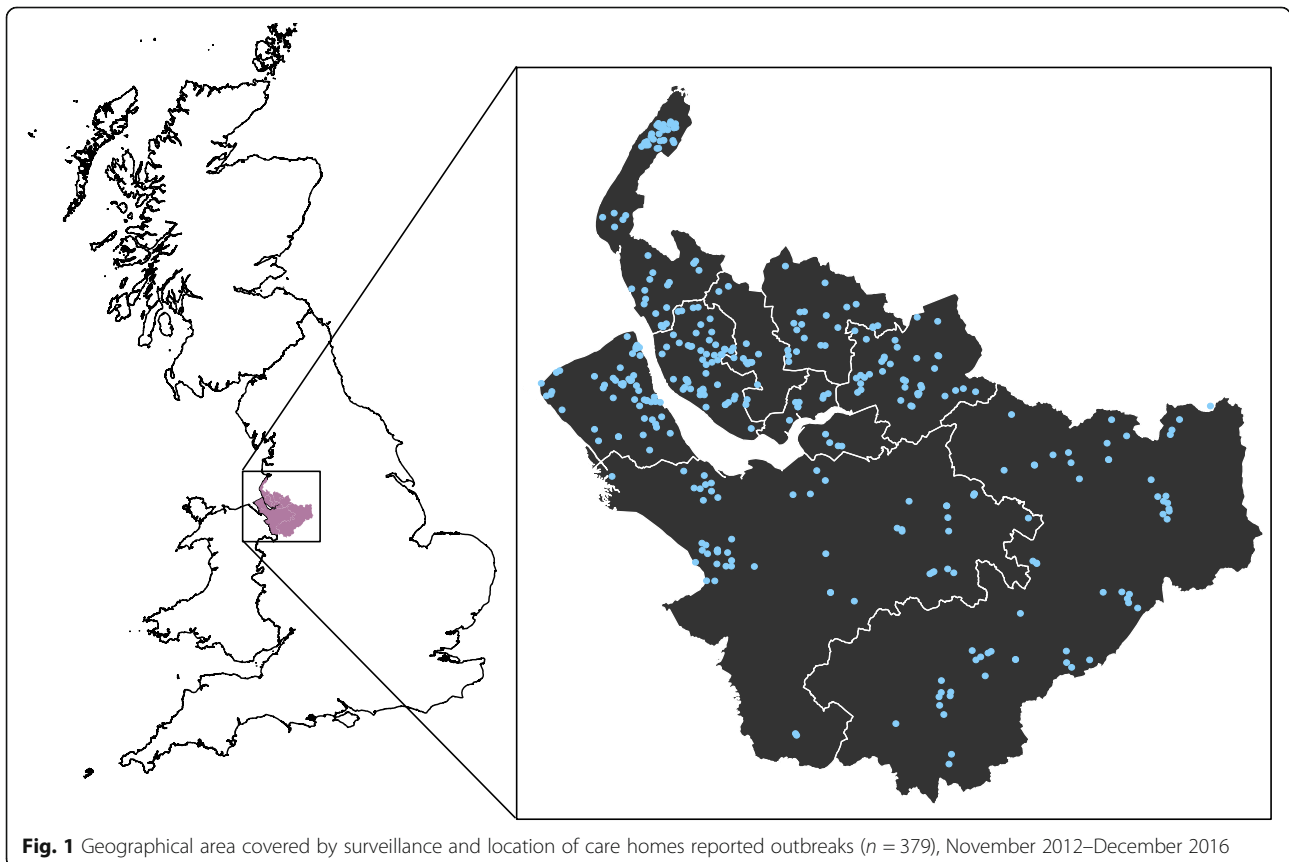 Fig. 1 Geographical area covered by surveillance and location of care homes reported outbreaks (n = 379), November 2012–December 2016